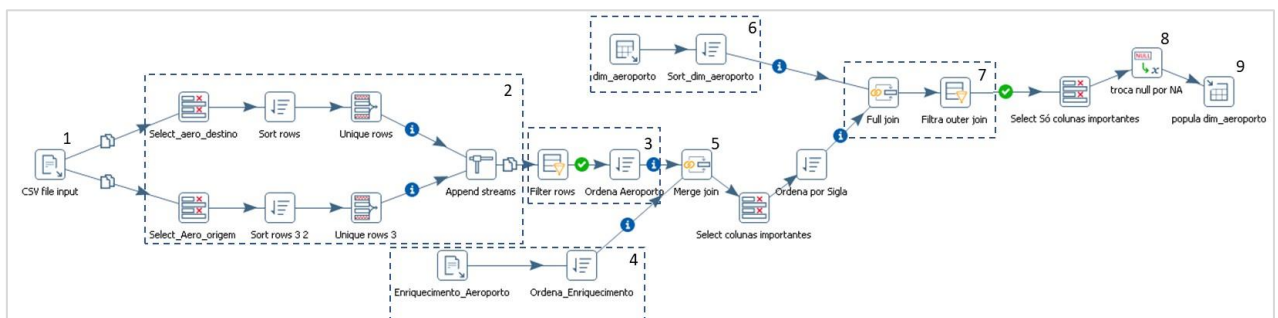 1
CSV file input
Select_aero_destino
Sort rows
Unique rows
2
Select_Aero_origem
Sort rows 3 2
Unique rows 3
Append streams
Filter rows
3
Ordena Aeroporto
4
Enriquecimento_Aeroporto
Ordena_Enriquecimento
5
Merge join
Select colunas importantes
Ordena por Sigla
6
dim_aeroporto
Sort_dim_aeroporto
7
Full join
Filtra outer join
Select Só colunas importantes
8
NULL
x
troca null por NA
9
popula dim_aeroporto